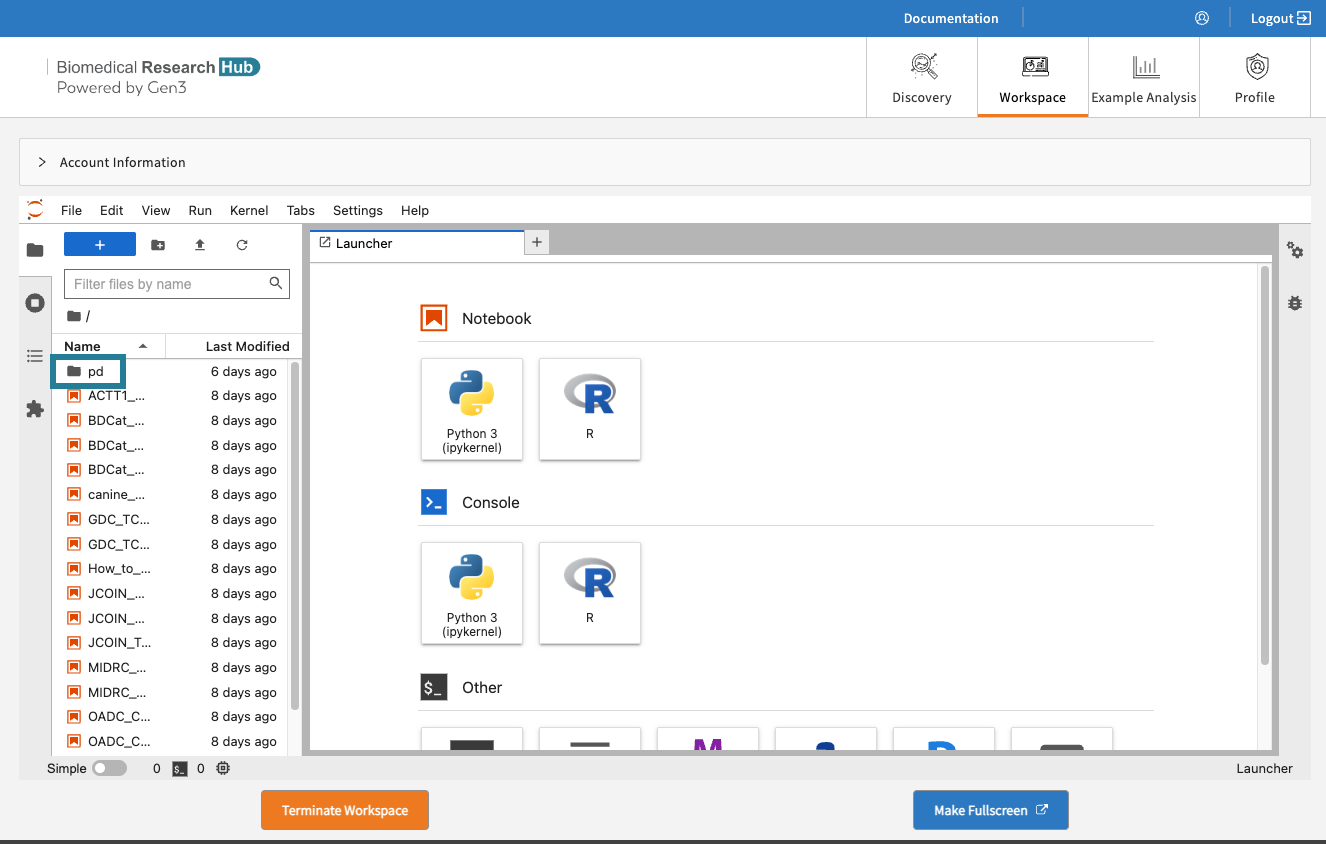 Documentation
Logout
Biomedical Research Hub
Powered by Gen3
Discovery
Workspace
Example Analysis
Profile
Account Information
File Edit View Run Kernel Tabs Settings Help
+
Filter files by name
/
Name Last Modified
pd 6 days ago
ACTT1_... 8 days ago
BDCat_... 8 days ago
BDCat_... 8 days ago
BDCat_... 8 days ago
canine_... 8 days ago
GDC_TC... 8 days ago
GDC_TC... 8 days ago
How_to_... 8 days ago
JCOIN_... 8 days ago
JCOIN_... 8 days ago
JCOIN_T... 8 days ago
MIDRC_... 8 days ago
MIDRC_... 8 days ago
OADC_C... 8 days ago
OADC_C... 8 days ago
Launcher +
Notebook
Python 3
(ipykernel)
R
Console
Python 3
(ipykernel)
R
$_ Other
M
Simple 0 $_ 0
Launcher
Terminate Workspace
Make Fullscreen